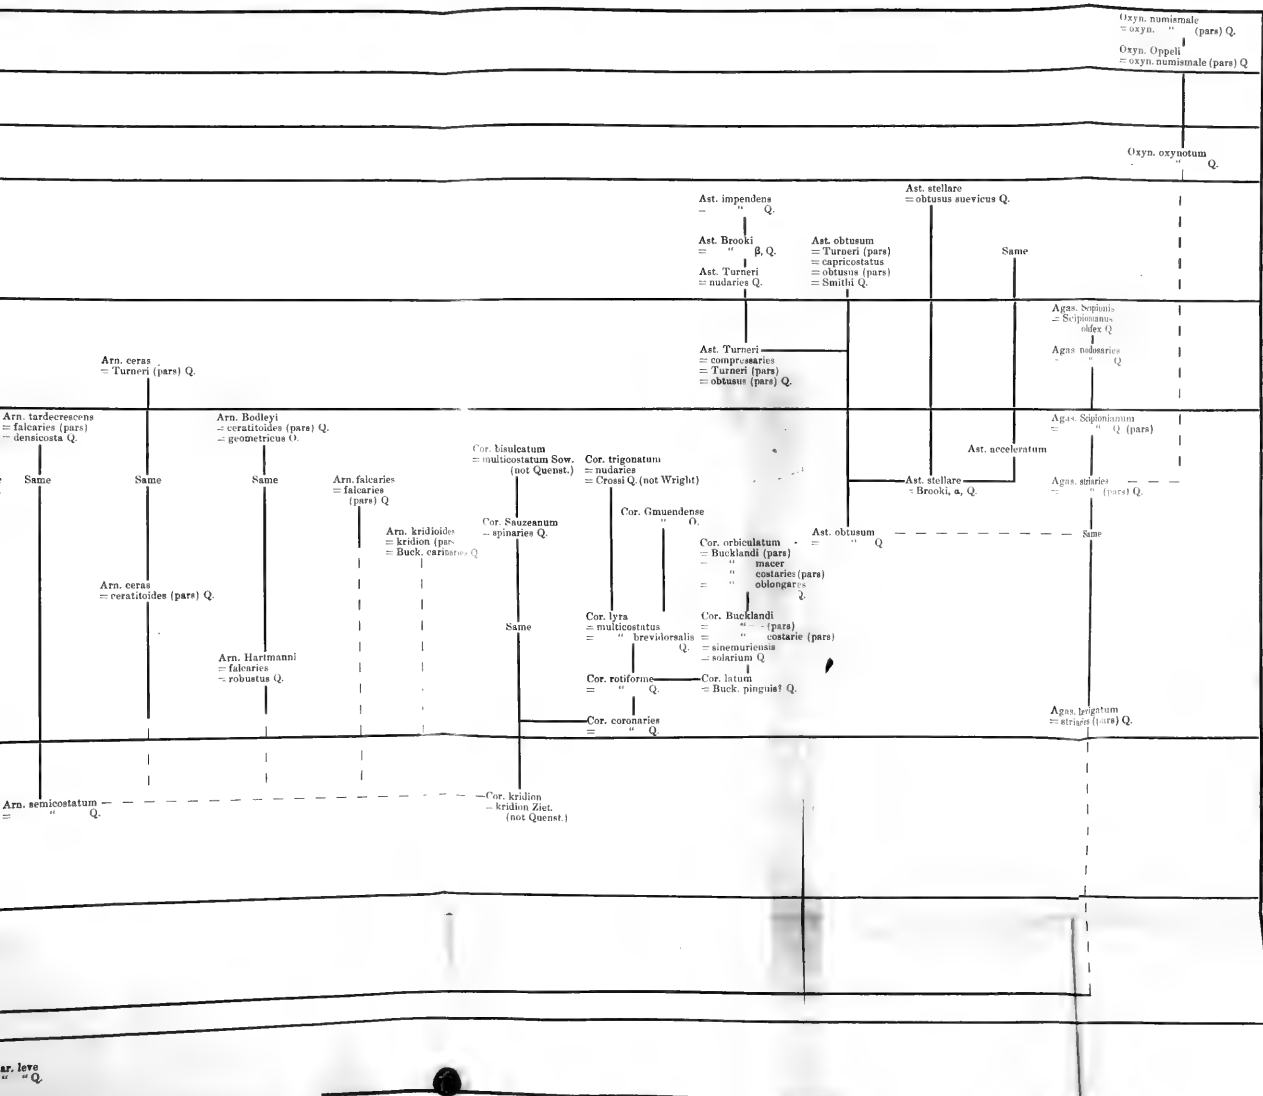 Oxyn. numismale
= oxyn. " (pars) Q.
Oxyn. Oppeli
= oxyn. numismale (pars) Q
Oxyn. oxynotum
" Q.
Ast. impendens
= " Q.
Ast. Brooki
= " β, Q.
Ast. Turneri
= nudaries Q.
Ast. obtusum
= Turneri (pars)
= capricostatus
= obtusus (pars)
= Smithi Q.
Ast. stellare
= obtusus suevicus Q.
Same
Ast. Turneri
= compressaries
= Turneri (pars)
= obtusus (pars) Q.
Agas. Scipionis
= Scipionianus
olifex Q
Agas nodosaries
= " Q
Arn. ceras
= Turneri (pars) Q.
Arn. tardecrescens
= falcaries (pars)
= densicosta Q.
Same
Same
Arn. Bodleyi
= ceratitoides (pars) Q.
= geometricus Q.
Same
Arn. falcaries
= falcaries
(pars) Q
Arn. kridioides
= kridion (par-
= Buck. carinaries Q
Cor. bisulcatum
= multicostatum Sow.
(not Quenst.)
Cor. Sauzeanum
= spinaries Q.
Cor. trigonatum
= nudaries
= Crossi Q. (not Wright)
Cor. Gmuendense
" Q.
Cor. orbiculatum
= Bucklandi (pars)
= " macer
" costaries (pars)
= " oblongares
Q.
Ast. acceleratum
Ast. stellare
= Brooki, α, Q.
Ast. obtusum
= " Q
Agas. Scipionianum
= " Q (pars)
Agas. striaries
= " (pars) Q.
Same
Arn. ceras
= ceratitoides (pars) Q.
Arn. Hartmanni
= falcaries
= robustus Q.
Same
Cor. lyra
= multicostatus
= " brevidorsalis
Q.
Cor. Bucklandi
= " (pars)
= " costarie (pars)
= sinemuriensis
= solarium Q
Cor. rotiforme
= " Q.
Cor. latum
= Buck. pinguis? Q.
Cor. coronaries
= " Q.
Agas. lævigatum
= striaries (pars) Q.
Arn. semicostatum
= " Q.
Cor. kridion
= kridion Ziet.
(not Quenst.)
ar. leve
" " Q.